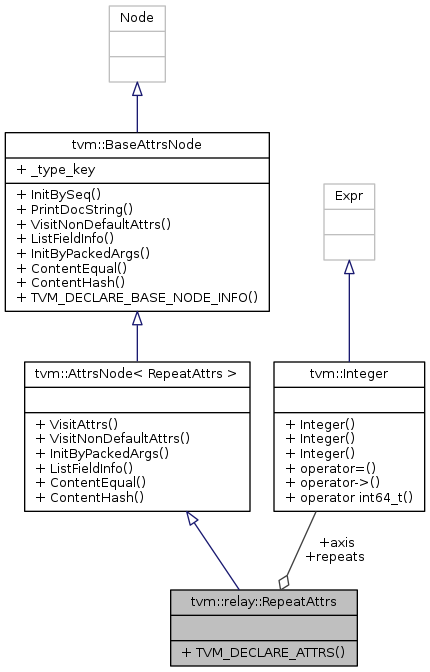 Node
tvm::BaseAttrsNode
+ _type_key
+ InitBySeq()
+ PrintDocString()
+ VisitNonDefaultAttrs()
+ ListFieldInfo()
+ InitByPackedArgs()
+ ContentEqual()
+ ContentHash()
+ TVM_DECLARE_BASE_NODE_INFO()
Expr
tvm::AttrsNode< RepeatAttrs >
+ VisitAttrs()
+ VisitNonDefaultAttrs()
+ InitByPackedArgs()
+ ListFieldInfo()
+ ContentEqual()
+ ContentHash()
tvm::Integer
+ Integer()
+ Integer()
+ Integer()
+ operator=()
+ operator->()
+ operator int64_t()
+axis
+repeats
tvm::relay::RepeatAttrs
+ TVM_DECLARE_ATTRS()